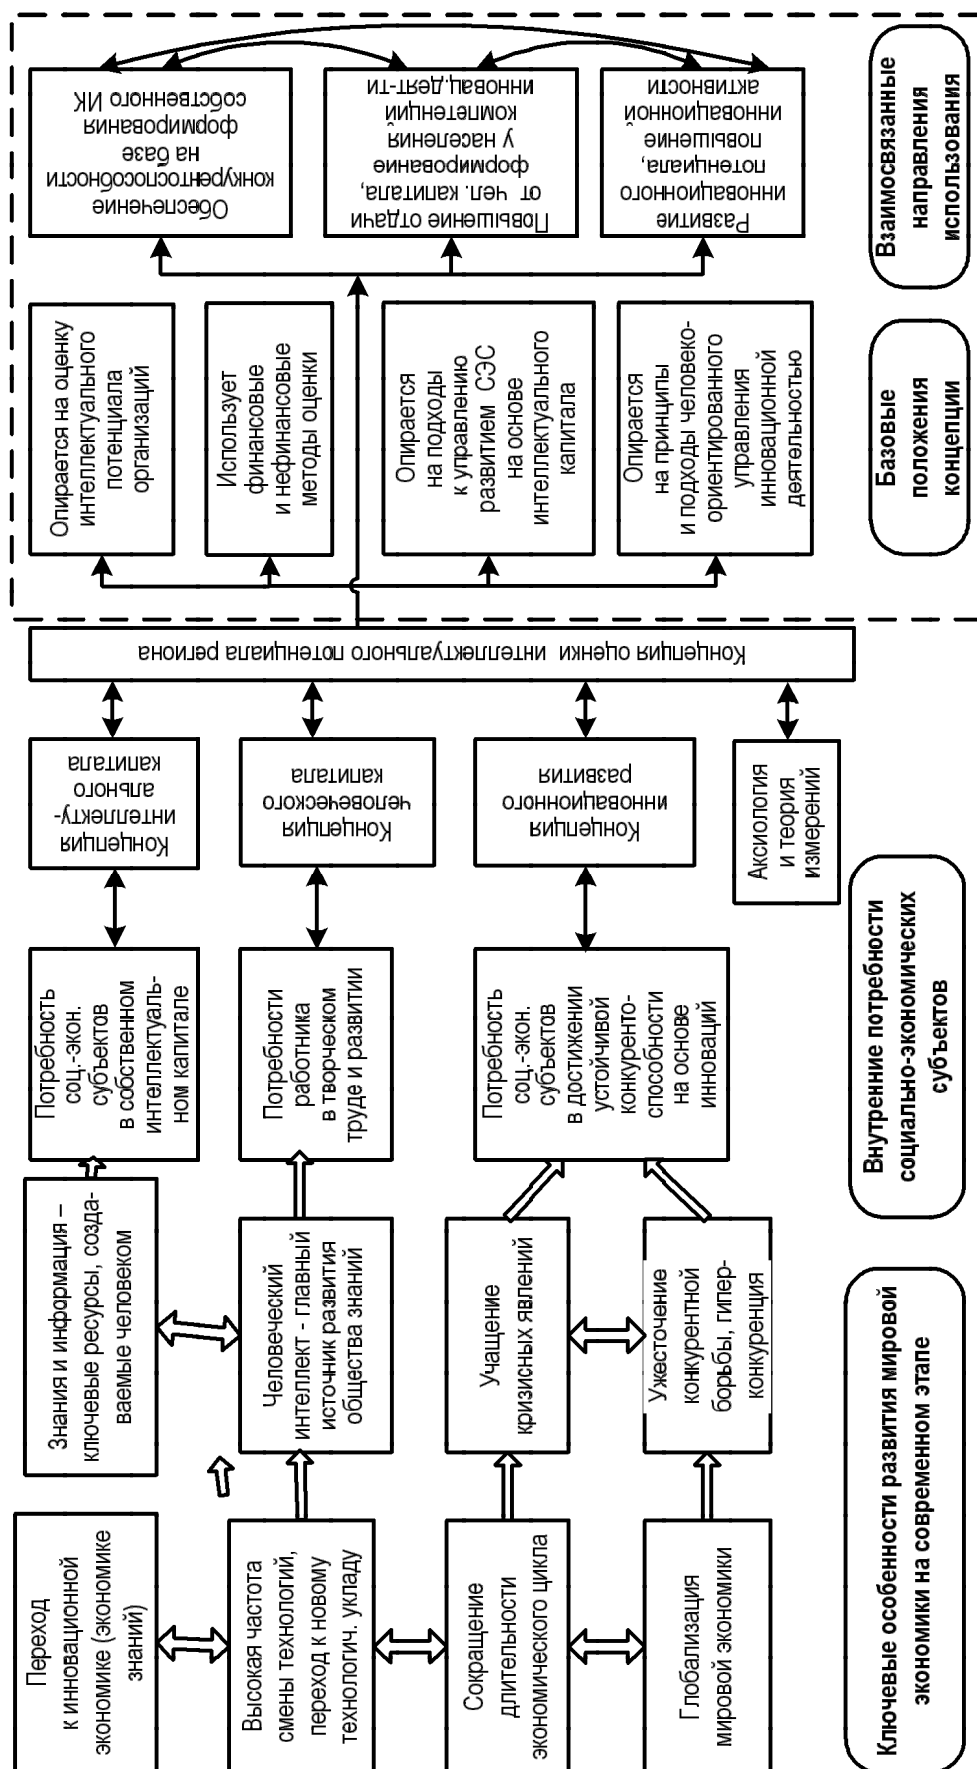 Переход
к инновационной
экономике (экономике
знаний)
Высокая частота
смены технологий,
переход к новому
технологич. укладу
Сокращение
длительности
экономического цикла
Глобализация
мировой экономики
Ключевые особенности развития мировой
экономики на современном этапе
Знания и информация –
ключевые ресурсы, созда-
ваемые человеком
Человеческий
интеллект - главный
источник развития
общества знаний
Учащение
кризисных явлений
Ужесточение
конкурентной
борьбы, гипер-
конкуренция
Потребность
соц.-экон.
субъектов
в собственном
интеллектуаль-
ном капитале
Потребности
работника
в творческом
труде и развитии
Потребность
соц.-экон.
субъектов
в достижении
устойчивой
конкуренто-
способности
на основе
инноваций
Внутренние потребности
социально-экономических
субъектов
Концепция
интеллекту-
ального
капитала
Концепция
человеческого
капитала
Концепция
инновационного
развития
Аксиология
и теория
измерений
Концепция оценки интеллектуального потенциала региона
Опирается на оценку
интеллектуального
потенциала
организаций
Использует
финансовые
и нефинансовые
методы оценки
Опирается
на подходы
к управлению
развитием СЭС
на основе
интеллектуального
капитала
Опирается
на принципы
и подходы человеко-
ориентированного
управления
инновационной
деятельностью
Базовые
положения
концепции
Обеспечение
конкурентоспособности
на базе
формирования
собственного ИК
Повышение отдачи
от чел. капитала,
формирование
у населения
компетенций
инновац.деят-ти
Развитие
инновационного
потенциала,
повышение
инновационной
активности
Взаимосвязанные
направления
использования